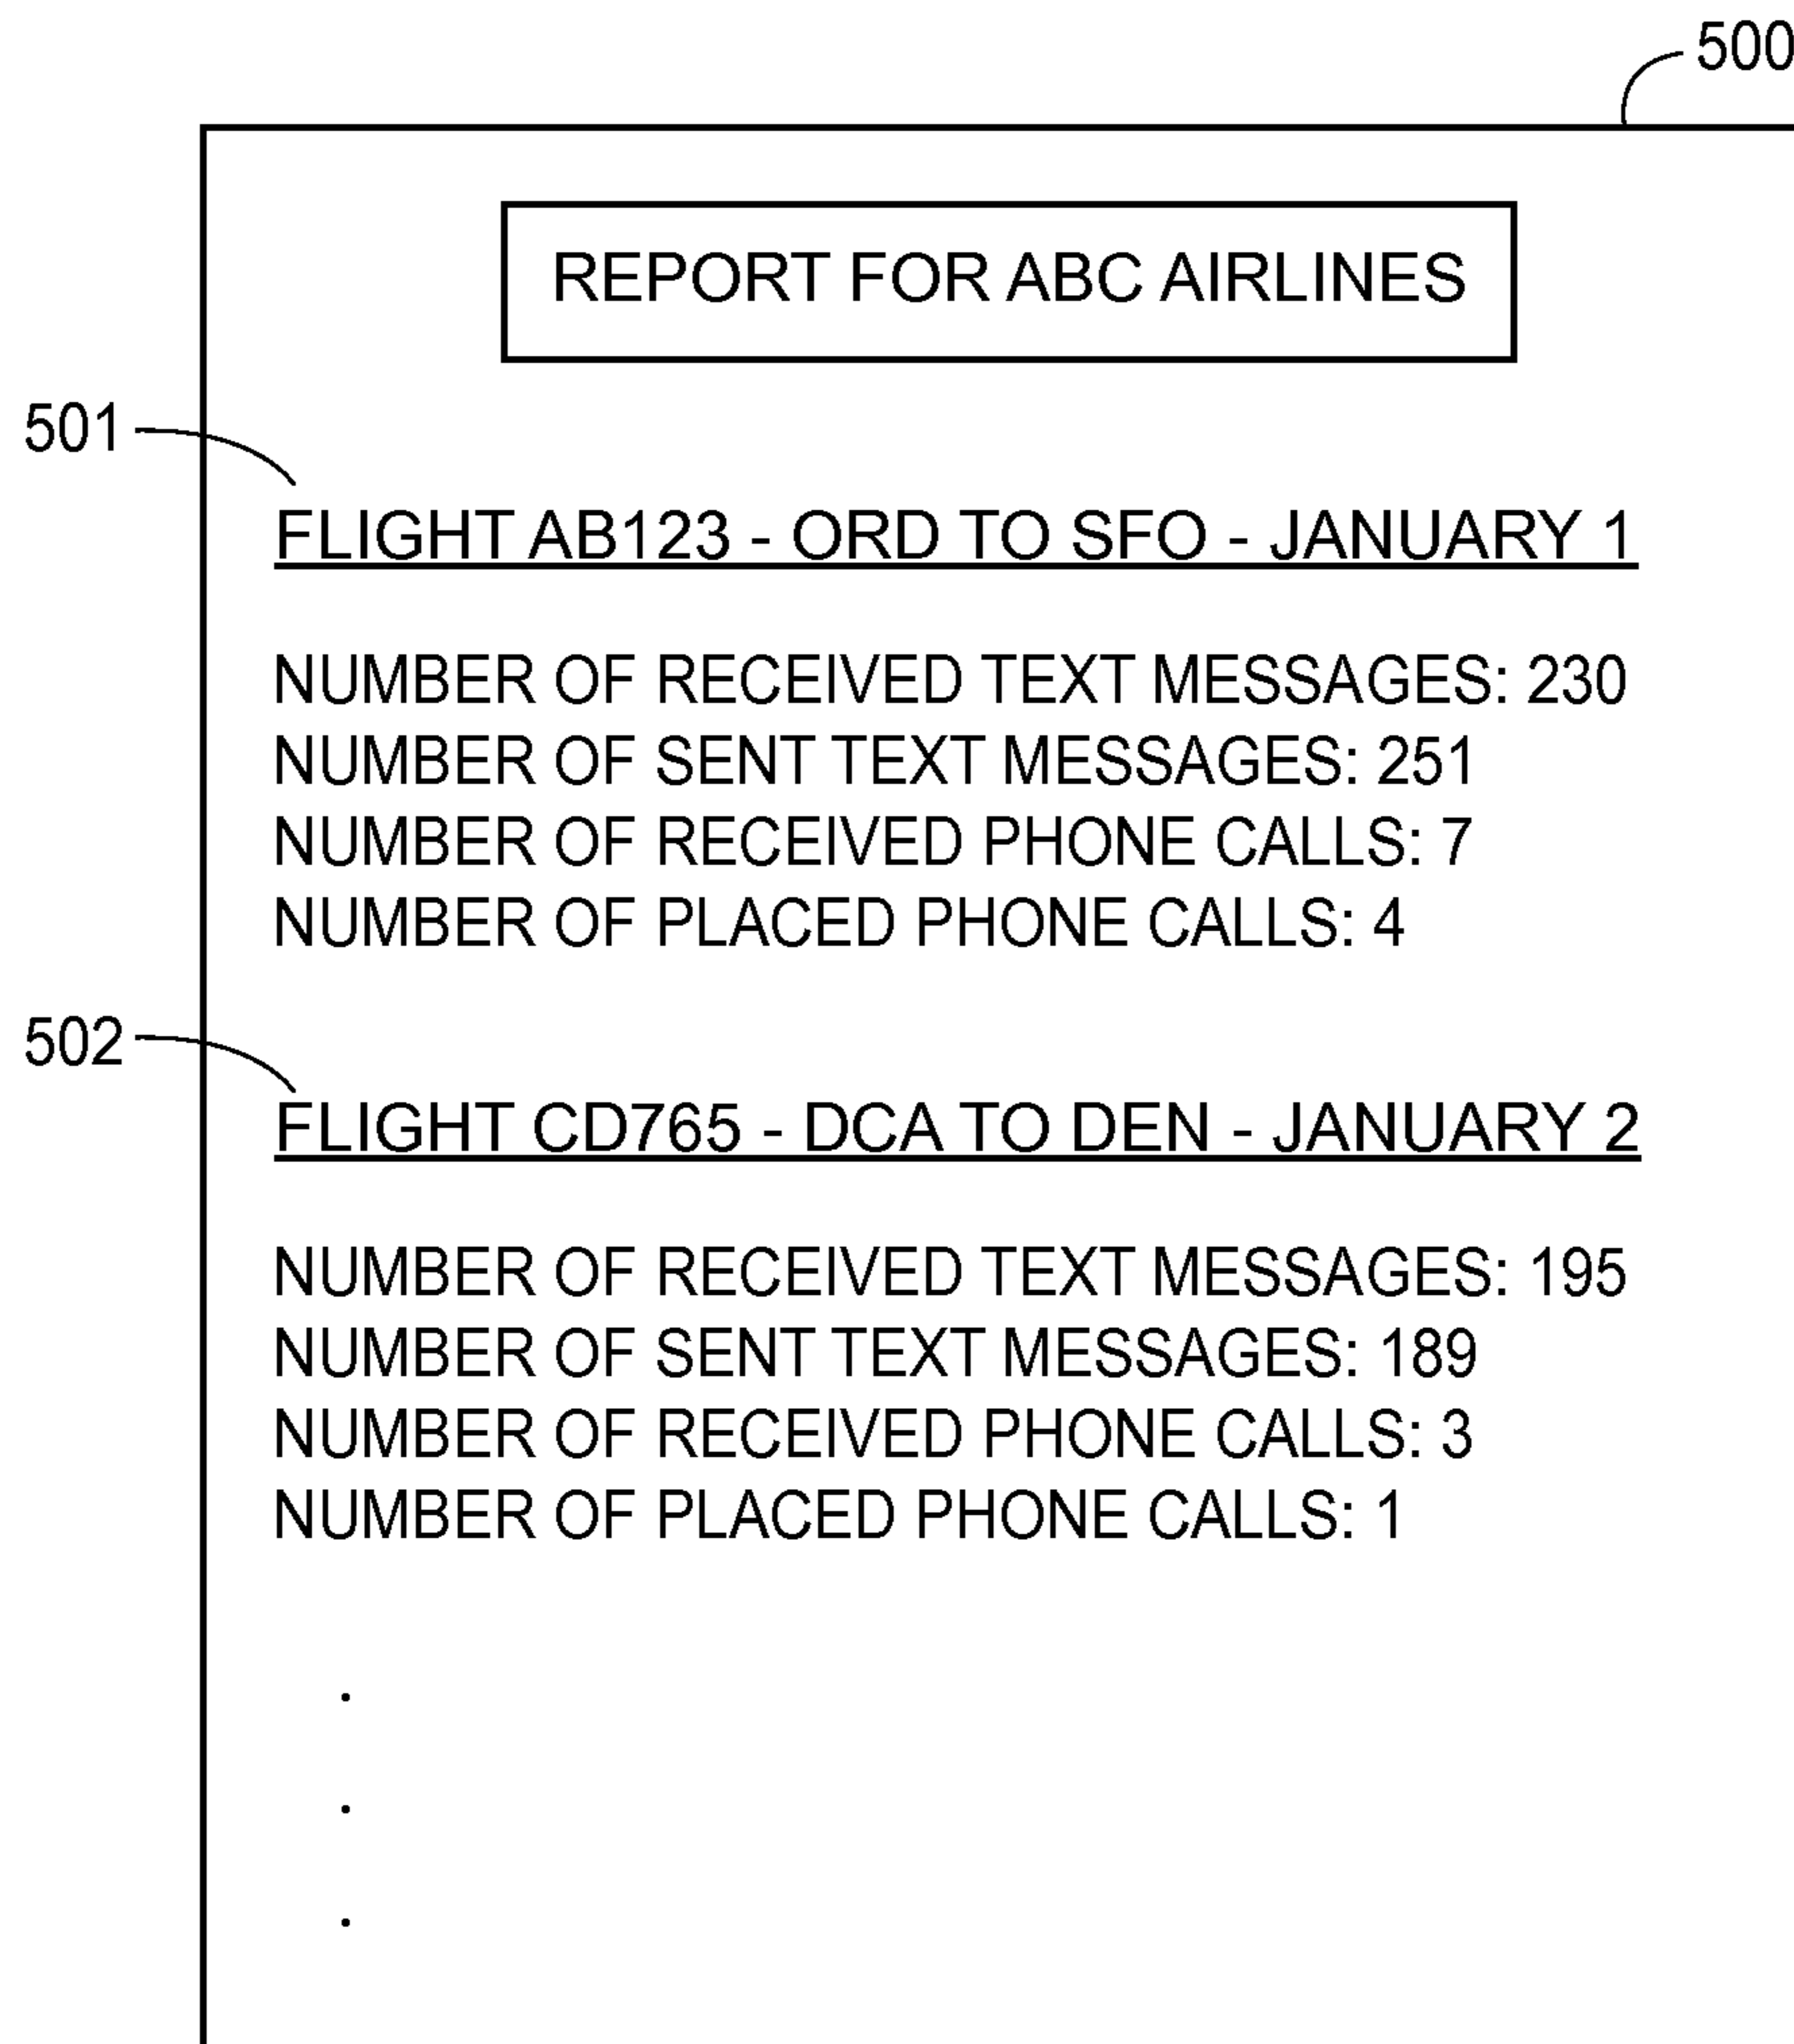 500
REPORT FOR ABC AIRLINES
501
FLIGHT AB123 - ORD TO SFO - JANUARY 1
NUMBER OF RECEIVED TEXT MESSAGES: 230
NUMBER OF SENT TEXT MESSAGES: 251
NUMBER OF RECEIVED PHONE CALLS: 7
NUMBER OF PLACED PHONE CALLS: 4
502
FLIGHT CD765 - DCA TO DEN - JANUARY 2
NUMBER OF RECEIVED TEXT MESSAGES: 195
NUMBER OF SENT TEXT MESSAGES: 189
NUMBER OF RECEIVED PHONE CALLS: 3
NUMBER OF PLACED PHONE CALLS: 1
.
.
.